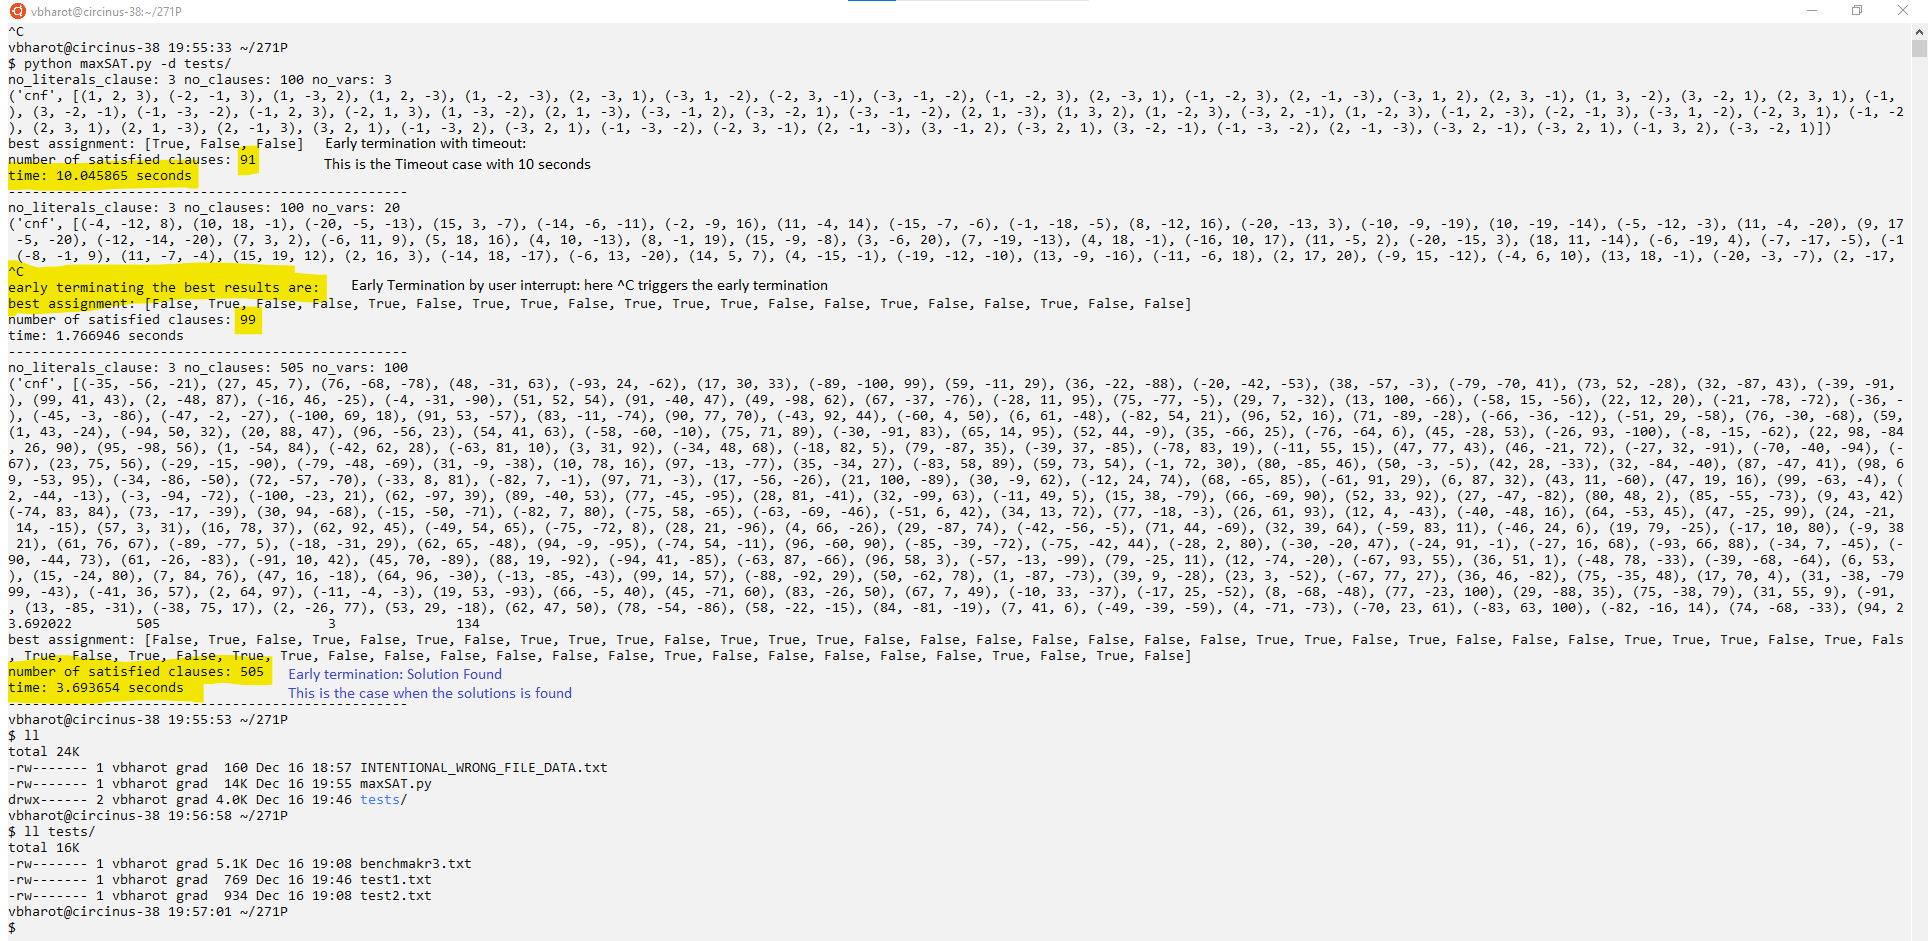 vbharot@circinus-38:~/271P
^C
vbharot@circinus-38 19:55:33 ~/271P
$ python maxSAT.py -d tests/
no_literals_clause: 3 no_clauses: 100 no_vars: 3
('cnf', [(1, 2, 3), (-2, -1, 3), (1, -3, 2), (1, 2, -3), (1, -2, -3), (2, -3, 1), (-3, 1, -2), (-2, 3, -1), (-3, -1, -2), (-1, -2, 3), (2, -3, 1), (-1, -2, 3), (2, -1, -3), (-3, 1, 2), (2, 3, -1), (1, 3, -2), (3, -2, 1), (2, 3, 1), (-1,
), (3, -2, -1), (-1, -3, -2), (-1, 2, 3), (-2, 1, 3), (1, -3, -2), (2, 1, -3), (-3, -1, 2), (-3, -2, 1), (-3, -1, -2), (2, 1, -3), (1, 3, 2), (1, -2, 3), (-3, 2, -1), (1, -2, 3), (-1, 2, -3), (-2, -1, 3), (-3, 1, -2), (-2, 3, 1), (-1, -2
), (2, 3, 1), (2, 1, -3), (2, -1, 3), (3, 2, 1), (-1, -3, 2), (-3, 2, 1), (-1, -3, -2), (-2, 3, -1), (2, -1, -3), (3, -1, 2), (-3, 2, 1), (3, -2, -1), (-1, -3, -2), (2, -1, -3), (-3, 2, -1), (-3, 2, 1), (-1, 3, 2), (-3, -2, 1)])
best assignment: [True, False, False] Early termination with timeout:
number of satisfied clauses: 91 This is the Timeout case with 10 seconds
time: 10.045865 seconds
--------------------------------------------------
no_literals_clause: 3 no_clauses: 100 no_vars: 20
('cnf', [(-4, -12, 8), (10, 18, -1), (-20, -5, -13), (15, 3, -7), (-14, -6, -11), (-2, -9, 16), (11, -4, 14), (-15, -7, -6), (-1, -18, -5), (8, -12, 16), (-20, -13, 3), (-10, -9, -19), (10, -19, -14), (-5, -12, -3), (11, -4, -20), (9, 17
-5, -20), (-12, -14, -20), (7, 3, 2), (-6, 11, 9), (5, 18, 16), (4, 10, -13), (8, -1, 19), (15, -9, -8), (3, -6, 20), (7, -19, -13), (4, 18, -1), (-16, 10, 17), (11, -5, 2), (-20, -15, 3), (18, 11, -14), (-6, -19, 4), (-7, -17, -5), (-1
(-8, -1, 9), (11, -7, -4), (15, 19, 12), (2, 16, 3), (-14, 18, -17), (-6, 13, -20), (14, 5, 7), (4, -15, -1), (-19, -12, -10), (13, -9, -16), (-11, -6, 18), (2, 17, 20), (-9, 15, -12), (-4, 6, 10), (13, 18, -1), (-20, -3, -7), (2, -17,
^C
early terminating the best results are: Early Termination by user interrupt: here ^C triggers the early termination
best assignment: [False, True, False, False, True, False, True, False, True, True, True, False, False, True, False, False, True, False, False]
number of satisfied clauses: 99
time: 1.766946 seconds
--------------------------------------------------
no_literals_clause: 3 no_clauses: 505 no_vars: 100
('cnf', [(-35, -56, -21), (27, 45, 7), (76, -68, -78), (48, -31, 63), (-93, 24, -62), (17, 30, 33), (-89, -100, 99), (59, -11, 29), (36, -22, -88), (-20, -42, -53), (38, -57, -3), (-79, -70, 41), (73, 52, -28), (32, -87, 43), (-39, -91,
), (99, 41, 43), (2, -48, 87), (-16, 46, -25), (-4, -31, -90), (51, 52, 54), (91, -40, 47), (49, -98, 62), (67, -37, -76), (-28, 11, 95), (75, -77, -5), (29, 7, -32), (13, 100, -66), (-58, 15, -56), (22, 12, 20), (-21, -78, -72), (-36, -
), (-45, -3, -86), (-47, -2, -27), (-100, 69, 18), (91, 53, -57), (83, -11, -74), (90, 77, 70), (-43, 92, 44), (-60, 4, 50), (6, 61, -48), (-82, 54, 21), (96, 52, 16), (71, -89, -28), (-66, -36, -12), (-51, 29, -58), (76, -30, -68), (59,
(1, 43, -24), (-94, 50, 32), (20, 88, 47), (96, -56, 23), (54, 41, 63), (-58, -60, -10), (75, 71, 89), (-30, -91, 83), (65, 14, 95), (52, 44, -9), (35, -66, 25), (-76, -64, 6), (45, -28, 53), (-26, 93, -100), (-8, -15, -62), (22, 98, -84
, 26, 90), (95, -98, 56), (1, -54, 84), (-42, 62, 28), (-63, 81, 10), (3, 31, 92), (-34, 48, 68), (-18, 82, 5), (79, -87, 35), (-39, 37, -85), (-78, 83, 19), (-11, 55, 15), (47, 77, 43), (46, -21, 72), (-27, 32, -91), (-70, -40, -94), (-
67), (23, 75, 56), (-29, -15, -90), (-79, -48, -69), (31, -9, -38), (10, 78, 16), (97, -13, -77), (35, -34, 27), (-83, 58, 89), (59, 73, 54), (-1, 72, 30), (80, -85, 46), (50, -3, -5), (42, 28, -33), (32, -84, -40), (87, -47, 41), (98, 6
9, -53, 95), (-34, -86, -50), (72, -57, -70), (-33, 8, 81), (-82, 7, -1), (97, 71, -3), (17, -56, -26), (21, 100, -89), (30, -9, 62), (-12, 24, 74), (68, -65, 85), (-61, 91, 29), (6, 87, 32), (43, 11, -60), (47, 19, 16), (99, -63, -4), (
2, -44, -13), (-3, -94, -72), (-100, -23, 21), (62, -97, 39), (89, -40, 53), (77, -45, -95), (28, 81, -41), (32, -99, 63), (-11, 49, 5), (15, 38, -79), (66, -69, 90), (52, 33, 92), (27, -47, -82), (80, 48, 2), (85, -55, -73), (9, 43, 42)
(-74, 83, 84), (73, -17, -39), (30, 94, -68), (-15, -50, -71), (-82, 7, 80), (-75, 58, -65), (-63, -69, -46), (-51, 6, 42), (34, 13, 72), (77, -18, -3), (26, 61, 93), (12, 4, -43), (-40, -48, 16), (64, -53, 45), (47, -25, 99), (24, -21,
14, -15), (57, 3, 31), (16, 78, 37), (62, 92, 45), (-49, 54, 65), (-75, -72, 8), (28, 21, -96), (4, 66, -26), (29, -87, 74), (-42, -56, -5), (71, 44, -69), (32, 39, 64), (-59, 83, 11), (-46, 24, 6), (19, 79, -25), (-17, 10, 80), (-9, 38
21), (61, 76, 67), (-89, -77, 5), (-18, -31, 29), (62, 65, -48), (94, -9, -95), (-74, 54, -11), (96, -60, 90), (-85, -39, -72), (-75, -42, 44), (-28, 2, 80), (-30, -20, 47), (-24, 91, -1), (-27, 16, 68), (-93, 66, 88), (-34, 7, -45), (-
90, -44, 73), (61, -26, -83), (-91, 10, 42), (45, 70, -89), (88, 19, -92), (-94, 41, -85), (-63, 87, -66), (96, 58, 3), (-57, -13, -99), (79, -25, 11), (12, -74, -20), (-67, 93, 55), (36, 51, 1), (-48, 78, -33), (-39, -68, -64), (6, 53,
), (15, -24, 80), (7, 84, 76), (47, 16, -18), (64, 96, -30), (-13, -85, -43), (99, 14, 57), (-88, -92, 29), (50, -62, 78), (1, -87, -73), (39, 9, -28), (23, 3, -52), (-67, 77, 27), (36, 46, -82), (75, -35, 48), (17, 70, 4), (31, -38, -79
99, -43), (-41, 36, 57), (2, 64, 97), (-11, -4, -3), (19, 53, -93), (66, -5, 40), (45, -71, 60), (83, -26, 50), (67, 7, 49), (-10, 33, -37), (-17, 25, -52), (8, -68, -48), (77, -23, 100), (29, -88, 35), (75, -38, 79), (31, 55, 9), (-91,
, (13, -85, -31), (-38, 75, 17), (2, -26, 77), (53, 29, -18), (62, 47, 50), (78, -54, -86), (58, -22, -15), (84, -81, -19), (7, 41, 6), (-49, -39, -59), (4, -71, -73), (-70, 23, 61), (-83, 63, 100), (-82, -16, 14), (74, -68, -33), (94, 2
3.692022 505 3 134
best assignment: [False, True, False, True, False, True, False, True, True, True, False, True, True, True, False, False, False, False, False, False, False, False, True, True, False, True, False, False, False, True, True, True, False, True, Fals
, True, False, True, False, True, True, False, False, False, False, False, False, True, False, False, False, False, False, True, False, True, False]
number of satisfied clauses: 505 Early termination: Solution Found
time: 3.693654 seconds This is the case when the solutions is found
--------------------------------------------------
vbharot@circinus-38 19:55:53 ~/271P
$ ll
total 24K
-rw------- 1 vbharot grad 160 Dec 16 18:57 INTENTIONAL_WRONG_FILE_DATA.txt
-rw------- 1 vbharot grad 14K Dec 16 19:55 maxSAT.py
drwx------ 2 vbharot grad 4.0K Dec 16 19:46 tests/
vbharot@circinus-38 19:56:58 ~/271P
$ ll tests/
total 16K
-rw------- 1 vbharot grad 5.1K Dec 16 19:08 benchmakr3.txt
-rw------- 1 vbharot grad 769 Dec 16 19:46 test1.txt
-rw------- 1 vbharot grad 934 Dec 16 19:08 test2.txt
vbharot@circinus-38 19:57:01 ~/271P
$